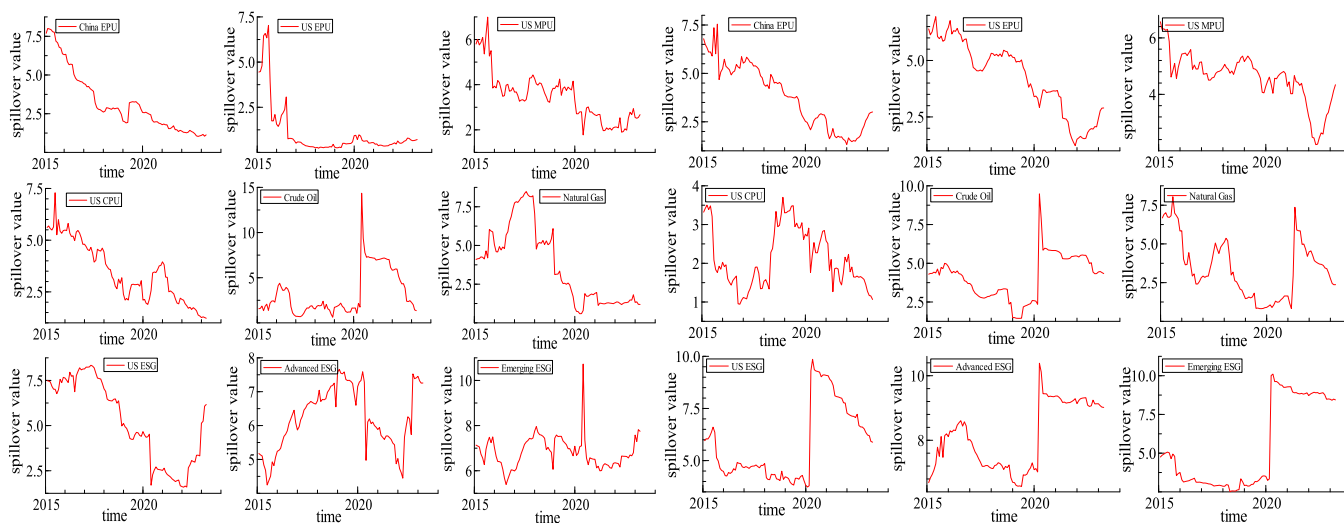 spillover value
China EPU
7.5
5.0
2.5
2015 2020
time
spillover value
US EPU
7.5
5.0
2.5
2015 2020
time
spillover value
US MPU
6
4
2
2015 2020
time
spillover value
China EPU
7.5
5.0
2.5
2015 2020
time
spillover value
US EPU
5.0
2.5
2015 2020
time
spillover value
US MPU
6
4
2015 2020
time
spillover value
US CPU
7.5
5.0
2.5
2015 2020
time
spillover value
Crude Oil
15
10
5
0
2015 2020
time
spillover value
Natural Gas
7.5
5.0
2.5
2015 2020
time
spillover value
US CPU
4
3
2
1
2015 2020
time
spillover value
Crude Oil
10.0
7.5
5.0
2.5
2015 2020
time
spillover value
Natural Gas
7.5
5.0
2.5
2015 2020
time
spillover value
US ESG
7.5
5.0
2.5
2015 2020
time
spillover value
Advanced ESG
8
7
6
5
4
2015 2020
time
spillover value
Emerging ESG
10
8
6
2015 2020
time
spillover value
US ESG
10.0
7.5
5.0
2015 2020
time
spillover value
Advanced ESG
10
8
2015 2020
time
spillover value
Emerging ESG
10.0
7.5
5.0
2015 2020
time